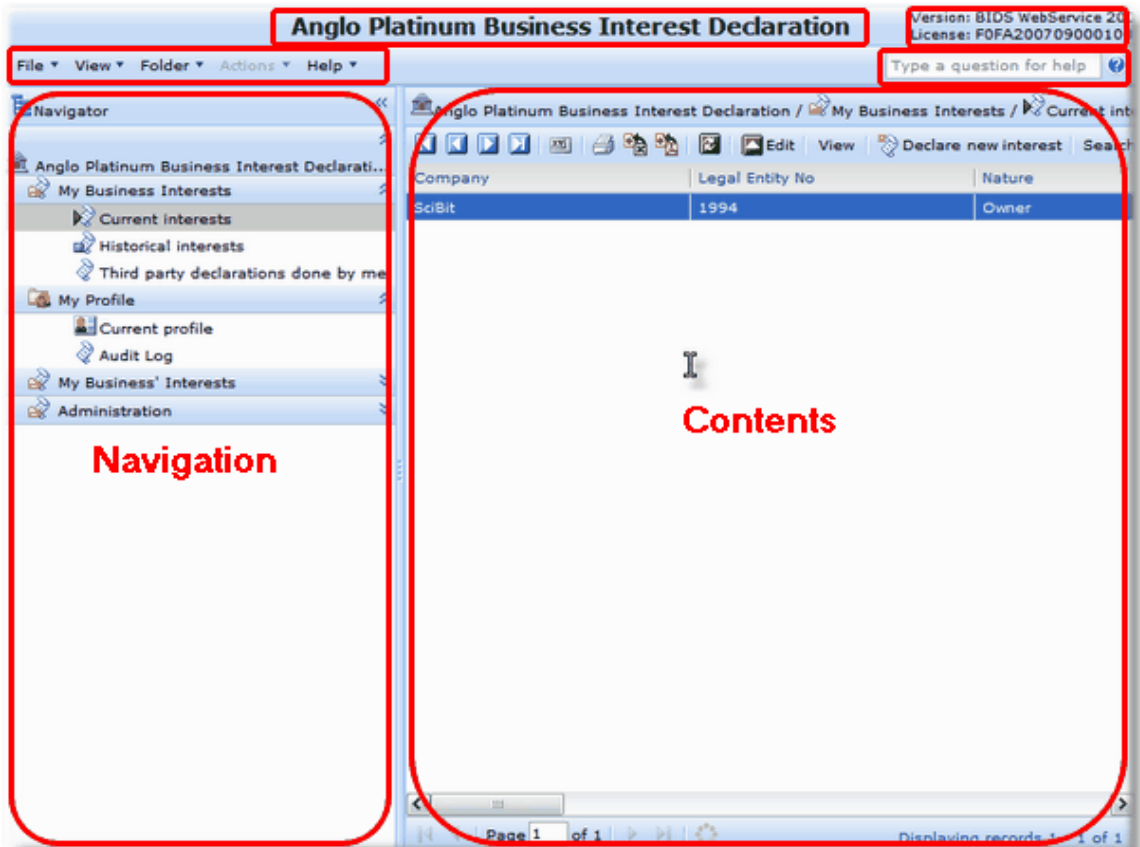 Anglo Platinum Business Interest Declaration
Version: BIDS WebService 20
License: F0FA20070900010
File View Folder Actions Help
Type a question for help
Navigator
Anglo Platinum Business Interest Declarati...
My Business Interests
Current interests
Historical interests
Third party declarations done by me
My Profile
Current profile
Audit Log
My Business' Interests
Administration
Navigation
Anglo Platinum Business Interest Declaration / My Business Interests / Current int
Edit View Declare new interest Search
Company Legal Entity No Nature
SciBit 1994 Owner
Contents
Page 1 of 1
Displaying records 1 - 1 of 1